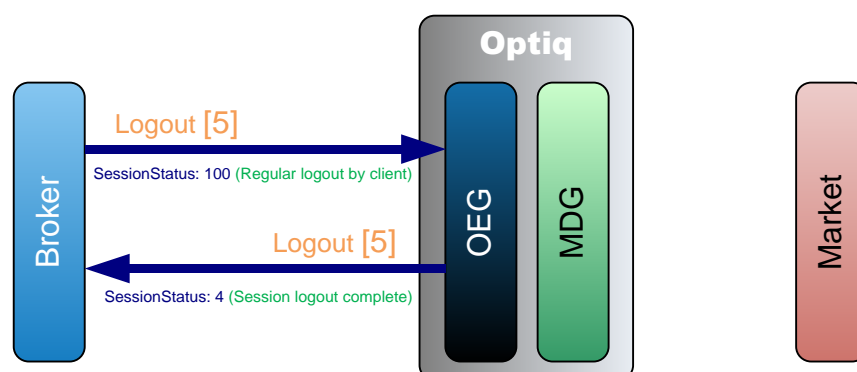 Optiq
Logout [5]
SessionStatus: 100 (Regular logout by client)
Logout [5]
SessionStatus: 4 (Session logout complete)
Broker
OEG
MDG
Market